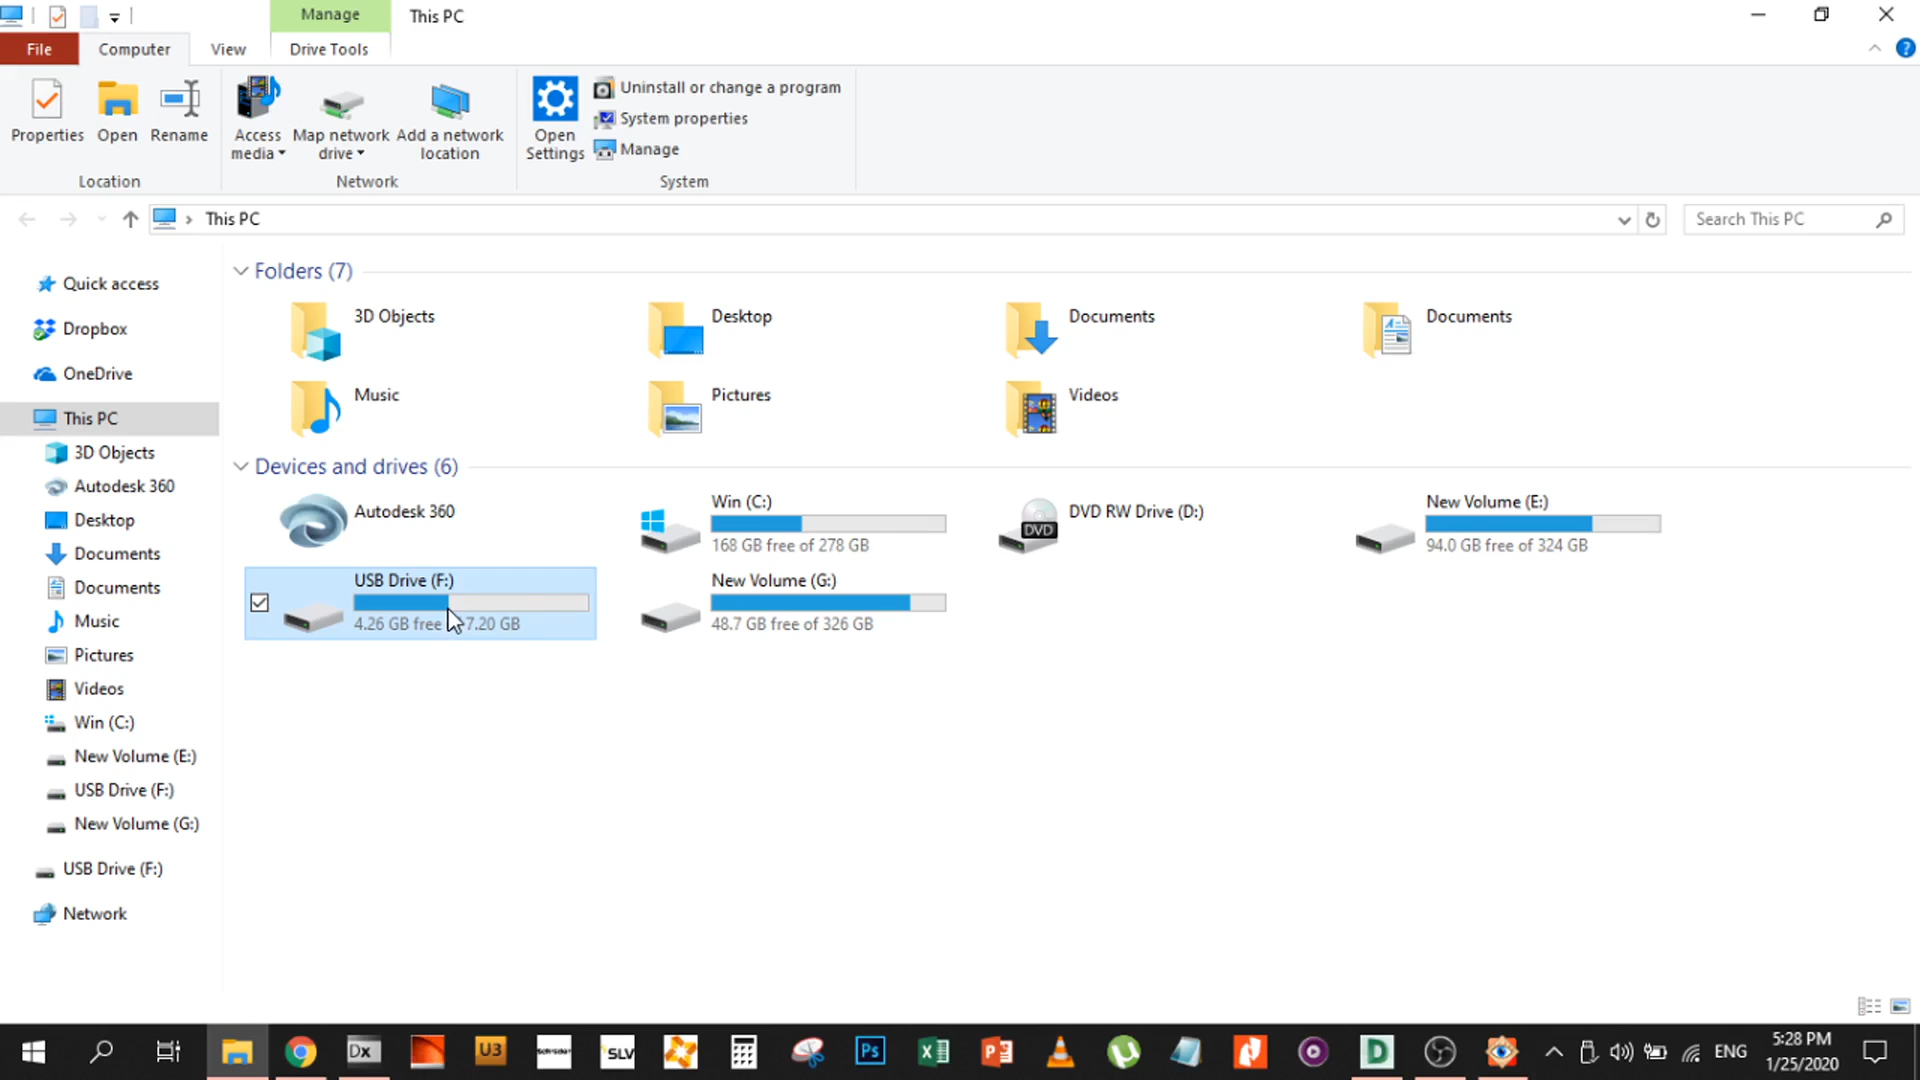 Manage
This PC
File
Computer
View
Drive Tools
Properties
Open
Rename
Access media
Map network drive
Add a network location
Open Settings
Uninstall or change a program
System properties
Manage
Location
Network
System
This PC
Search This PC
Quick access
Dropbox
OneDrive
This PC
3D Objects
Autodesk 360
Desktop
Documents
Documents
Music
Pictures
Videos
Win (C:)
New Volume (E:)
USB Drive (F:)
New Volume (G:)
USB Drive (F:)
Network
Folders (7)
3D Objects
Desktop
Documents
Documents
Music
Pictures
Videos
Devices and drives (6)
Autodesk 360
Win (C:)
168 GB free of 278 GB
DVD RW Drive (D:)
DVD
New Volume (E:)
94.0 GB free of 324 GB
USB Drive (F:)
4.26 GB free 7.20 GB
New Volume (G:)
48.7 GB free of 326 GB
Dx
U3
SLV
Ps
D
ENG
5:28 PM
1/25/2020